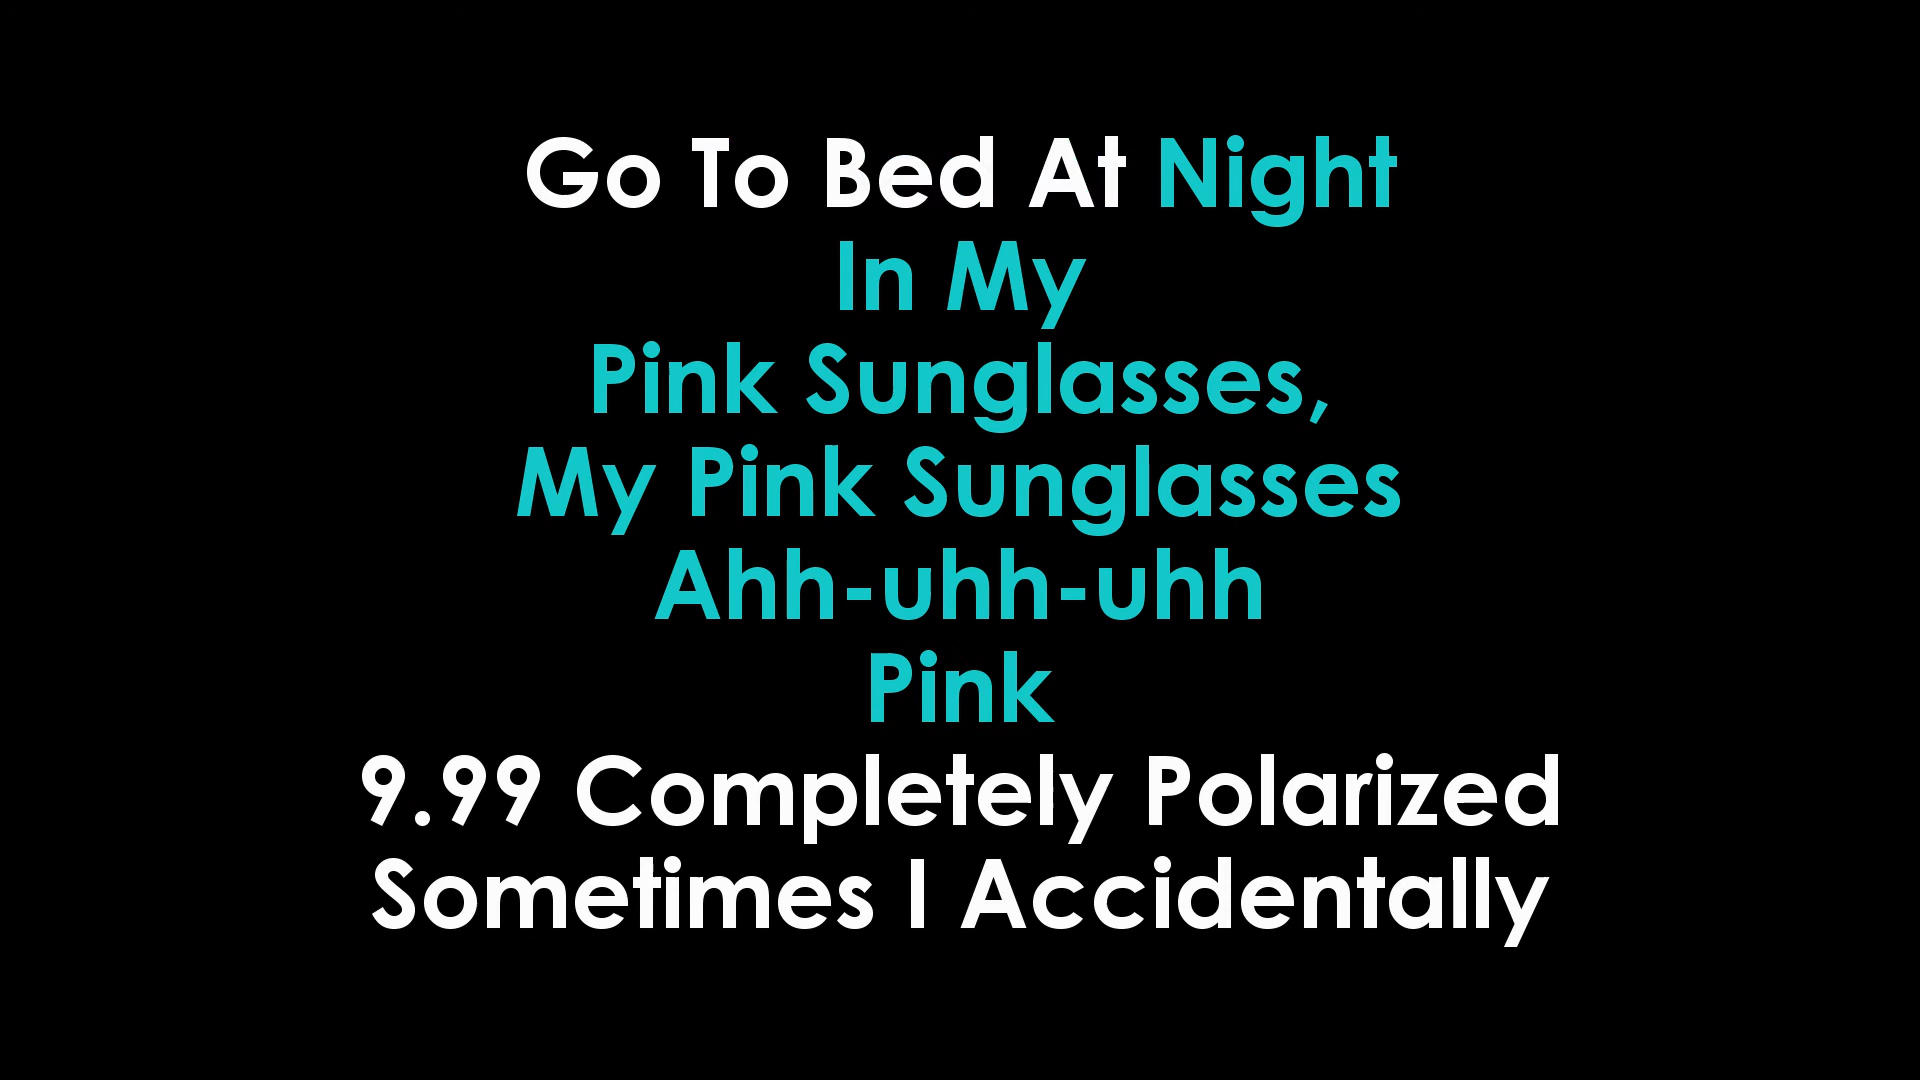 Go To Bed At Night
In My
Pink Sunglasses,
My Pink Sunglasses
Ahh-uhh-uhh
Pink
9.99 Completely Polarized
Sometimes I Accidentally